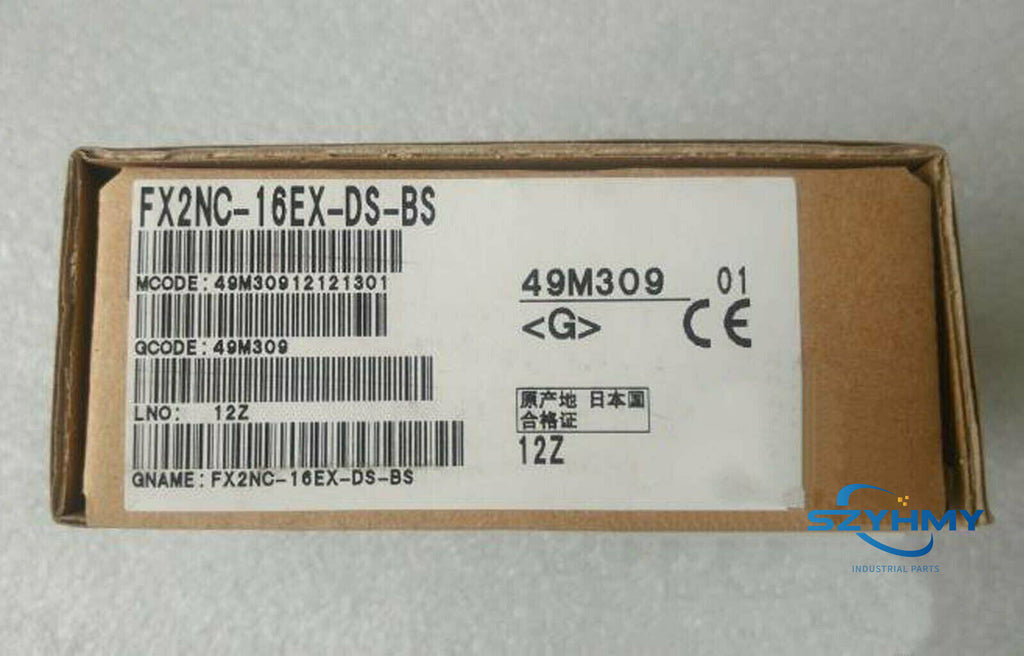 FX2NC-16EX-DS-BS
MCODE:49M30912121301
QCODE:49M309
LNO: 12Z
QNAME:FX2NC-16EX-DS-BS
49M309 01
<G> CE
原产地 日本国
合格证
12Z
SZYHMY
INDUSTRIAL PARTS